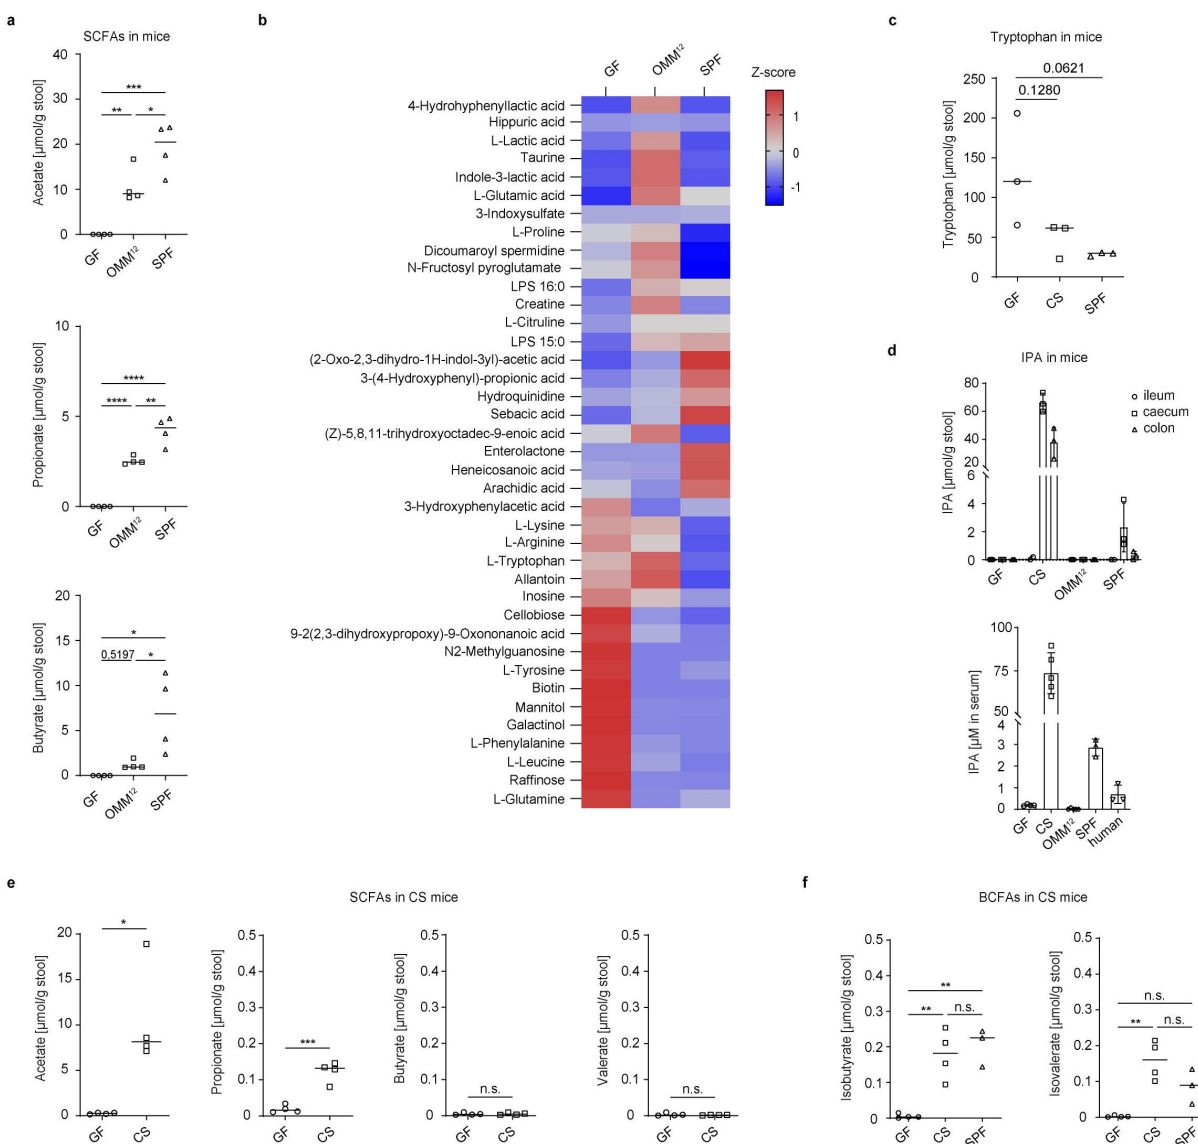 a
SCFAs in mice
Acetate [µmol/g stool]
40
30
20
10
0
***
**
*
GF
OMM¹²
SPF
Propionate [µmol/g stool]
10
5
0
****
****
**
GF
OMM¹²
SPF
Butyrate [µmol/g stool]
20
15
10
5
0
*
0,5197
*
GF
OMM¹²
SPF
b
GF
OMM¹²
SPF
Z-score
1
0
-1
4-Hydrohyphenyllactic acid
Hippuric acid
L-Lactic acid
Taurine
Indole-3-lactic acid
L-Glutamic acid
3-Indoxysulfate
L-Proline
Dicoumaroyl spermidine
N-Fructosyl pyroglutamate
LPS 16:0
Creatine
L-Citruline
LPS 15:0
(2-Oxo-2,3-dihydro-1H-indol-3yl)-acetic acid
3-(4-Hydroxyphenyl)-propionic acid
Hydroquinidine
Sebacic acid
(Z)-5,8,11-trihydroxyoctadec-9-enoic acid
Enterolactone
Heneicosanoic acid
Arachidic acid
3-Hydroxyphenylacetic acid
L-Lysine
L-Arginine
L-Tryptophan
Allantoin
Inosine
Cellobiose
9-2(2,3-dihydroxypropoxy)-9-Oxononanoic acid
N2-Methylguanosine
L-Tyrosine
Biotin
Mannitol
Galactinol
L-Phenylalanine
L-Leucine
Raffinose
L-Glutamine
c
Tryptophan in mice
Tryptophan [µmol/g stool]
250
200
150
100
50
0
0.0621
0.1280
GF
CS
SPF
d
IPA in mice
IPA [µmol/g stool]
80
60
40
20
6
4
2
0
ileum
caecum
colon
GF
CS
OMM¹²
SPF
IPA [µM in serum]
100
75
50
4
3
2
1
0
GF
CS
OMM¹²
SPF
human
e
SCFAs in CS mice
Acetate [µmol/g stool]
20
15
10
5
0
*
GF
CS
Propionate [µmol/g stool]
0.5
0.4
0.3
0.2
0.1
0
***
GF
CS
Butyrate [µmol/g stool]
0.5
0.4
0.3
0.2
0.1
0
n.s.
GF
CS
Valerate [µmol/g stool]
0.5
0.4
0.3
0.2
0.1
0
n.s.
GF
CS
f
BCFAs in CS mice
Isobutyrate [µmol/g stool]
0.5
0.4
0.3
0.2
0.1
0
**
**
n.s.
GF
CS
SPF
Isovalerate [µmol/g stool]
0.5
0.4
0.3
0.2
0.1
0
n.s.
**
n.s.
GF
CS
SPF